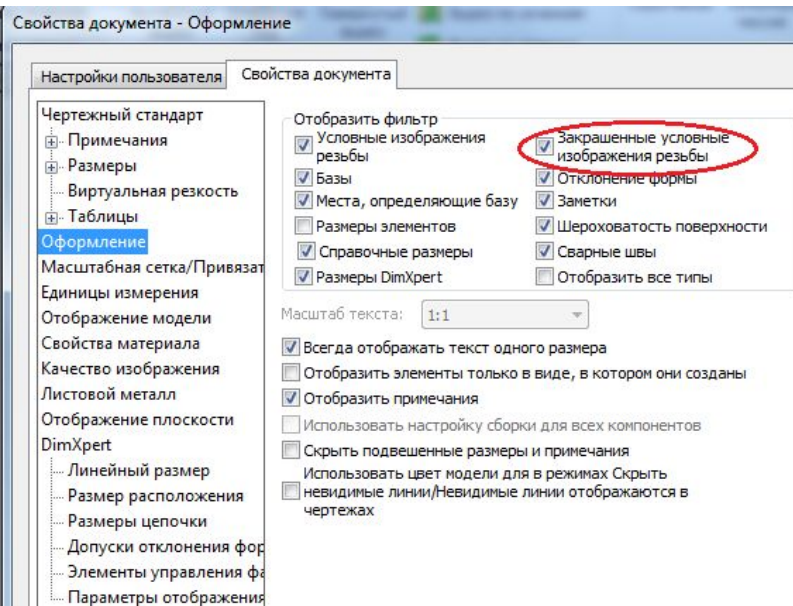 Свойства документа - Оформление
Настройки пользователя
Свойства документа
Чертежный стандарт
Примечания
Размеры
Виртуальная резкость
Таблицы
Оформление
Масштабная сетка/Привязат
Единицы измерения
Отображение модели
Свойства материала
Качество изображения
Листовой металл
Отображение плоскости
DimXpert
Линейный размер
Размер расположения
Размеры цепочки
Допуски отклонения фор
Элементы управления фа
Параметры отображения
Отобразить фильтр
Условные изображения
резьбы
Базы
Места, определяющие базу
Размеры элементов
Справочные размеры
Размеры DimXpert
Закрашенные условные
изображения резьбы
Отклонение формы
Заметки
Шероховатость поверхности
Сварные швы
Отобразить все типы
Масштаб текста:
1:1
Всегда отображать текст одного размера
Отобразить элементы только в виде, в котором они созданы
Отобразить примечания
Использовать настройку сборки для всех компонентов
Скрыть подвешенные размеры и примечания
Использовать цвет модели для в режимах Скрыть
невидимые линии/Невидимые линии отображаются в
чертежах